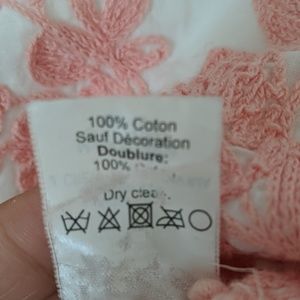 100% Coton
Sauf Décoration
Doublure:
100%
Dry clean.